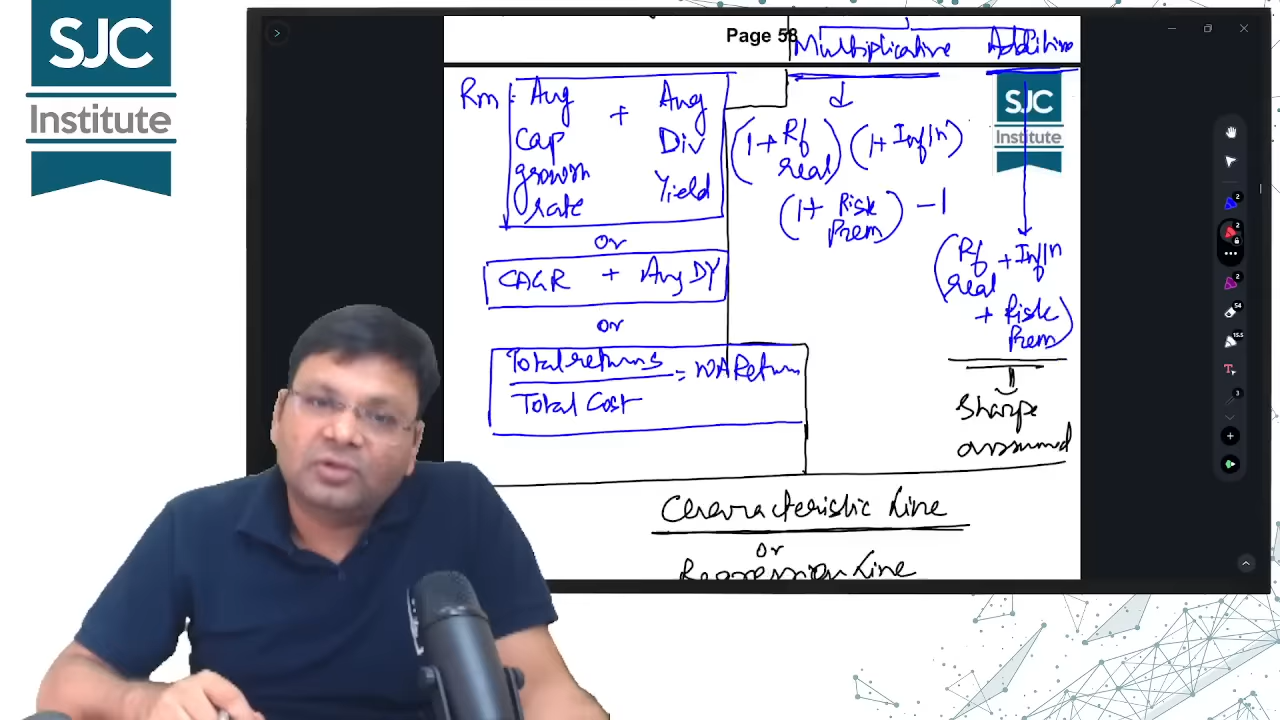 SJC
Institute
Page 58
Multiplicative
Additive
Rm = Avg Cap growth rate + Avg Div Yield
or
CAGR + Avg DY
or
Total returns
Total Cost
= WA Return
(1+ Rf real) (1+ Infln)
(1+ Risk Prem) - 1
SJC
Institute
(Rf real + Infln
+ Risk Prem)
Sharpe
assumed
Characteristic Line
or
Regression Line